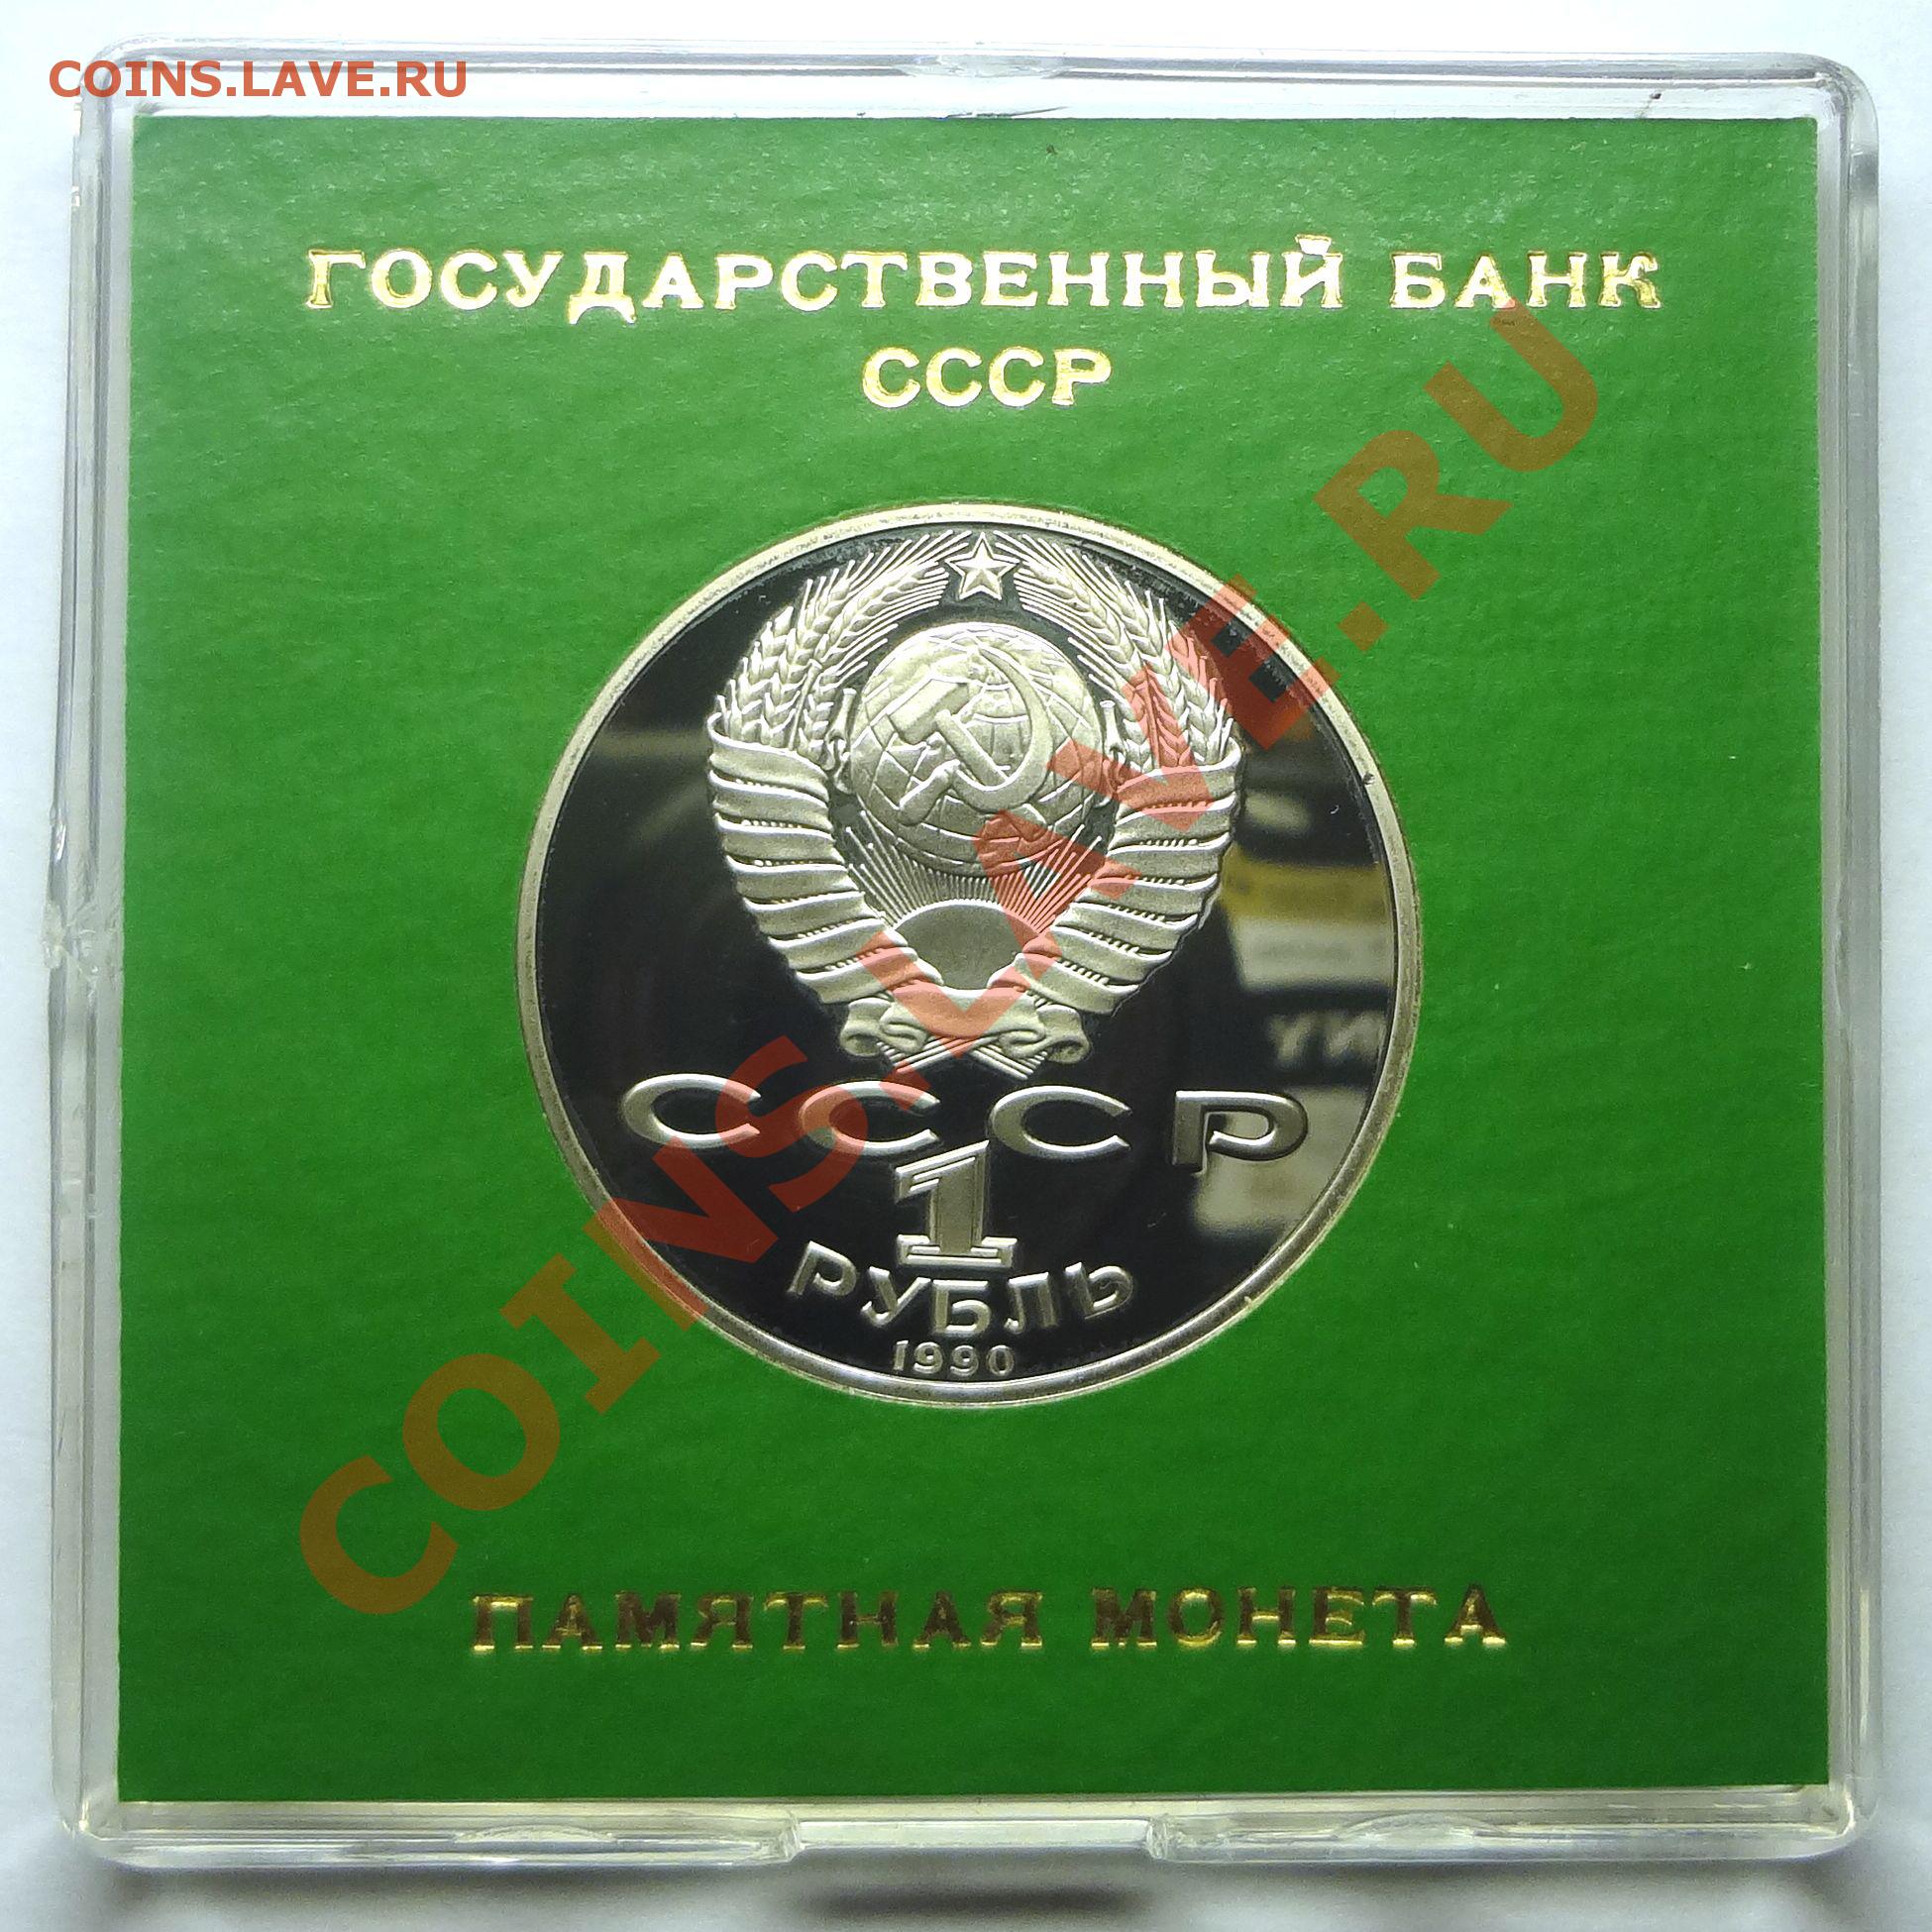 COINS.LAVE.RU
ГОСУДАРСТВЕННЫЙ БАНК
СССР
COINS.LAVE.RU
СССР
1
РУБЛЬ
1990
ПАМЯТНАЯ МОНЕТА